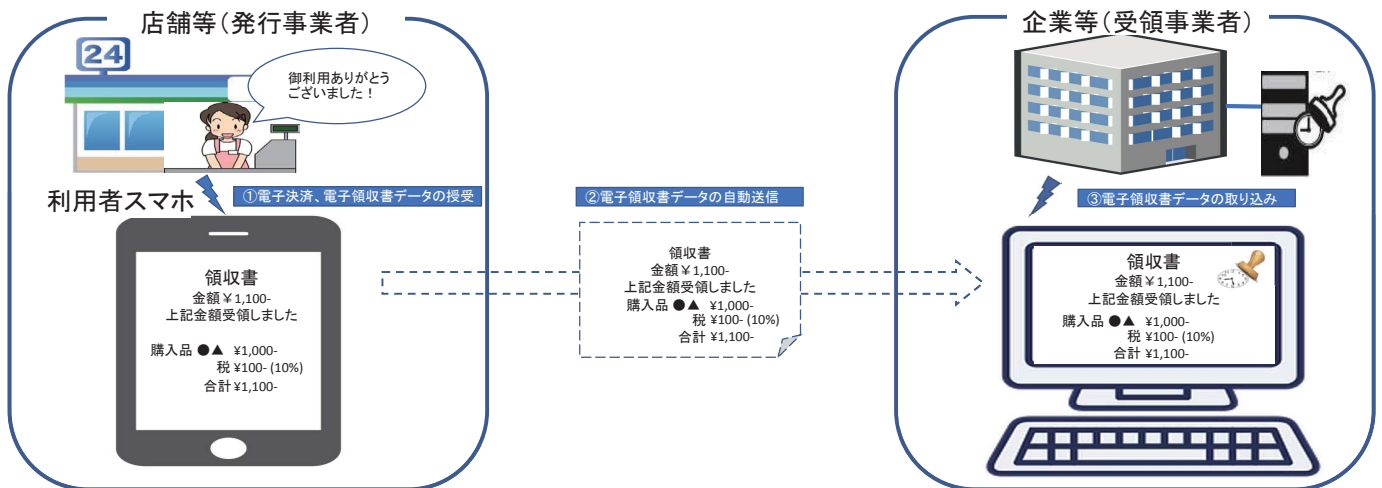 店舗等(発行事業者)
24
御利用ありがとう
ございました！
利用者スマホ
①電子決済、電子領収書データの授受
領収書
金額￥1,100-
上記金額受領しました
購入品 ●▲ ¥1,000-
税 ¥100- (10%)
合計 ¥1,100-
②電子領収書データの自動送信
領収書
金額￥1,100-
上記金額受領しました
購入品 ●▲ ¥1,000-
税 ¥100- (10%)
合計 ¥1,100-
企業等(受領事業者)
③電子領収書データの取り込み
領収書
金額￥1,100-
上記金額受領しました
購入品 ●▲ ¥1,000-
税 ¥100- (10%)
合計 ¥1,100-